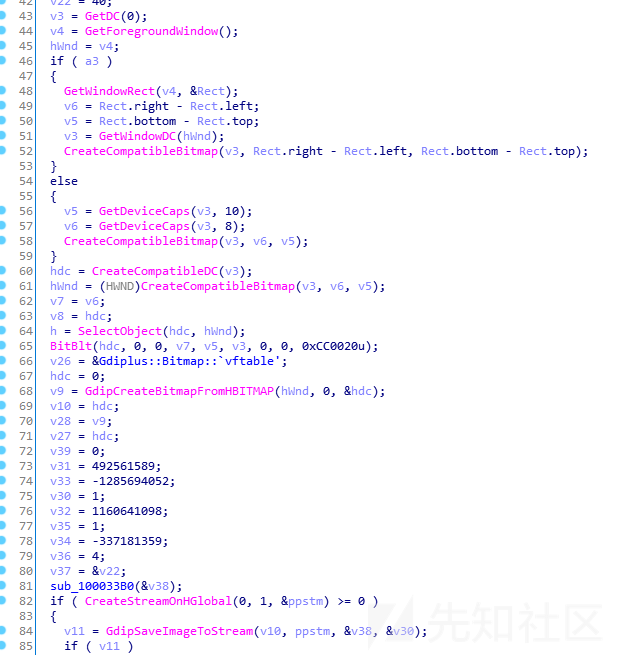 42 v22 = 40;
43 v3 = GetDC(0);
44 v4 = GetForegroundWindow();
45 hWnd = v4;
46 if ( a3 )
47 {
48 GetWindowRect(v4, &Rect);
49 v6 = Rect.right - Rect.left;
50 v5 = Rect.bottom - Rect.top;
51 v3 = GetWindowDC(hWnd);
52 CreateCompatibleBitmap(v3, Rect.right - Rect.left, Rect.bottom - Rect.top);
53 }
54 else
55 {
56 v5 = GetDeviceCaps(v3, 10);
57 v6 = GetDeviceCaps(v3, 8);
58 CreateCompatibleBitmap(v3, v6, v5);
59 }
60 hdc = CreateCompatibleDC(v3);
61 hWnd = (HWND)CreateCompatibleBitmap(v3, v6, v5);
62 v7 = v6;
63 v8 = hdc;
64 h = SelectObject(hdc, hWnd);
65 BitBlt(hdc, 0, 0, v7, v5, v3, 0, 0, 0xCC0020u);
66 v26 = &Gdiplus::Bitmap::`vftable';
67 hdc = 0;
68 v9 = GdipCreateBitmapFromHBITMAP(hWnd, 0, &hdc);
69 v10 = hdc;
70 v28 = v9;
71 v27 = hdc;
72 v39 = 0;
73 v31 = 492561589;
74 v33 = -1285694052;
75 v30 = 1;
76 v32 = 1160641098;
77 v35 = 1;
78 v34 = -337181359;
79 v36 = 4;
80 v37 = &v22;
81 sub_100033B0(&v38);
82 if ( CreateStreamOnHGlobal(0, 1, &ppstm) >= 0 )
83 {
84 v11 = GdipSaveImageToStream(v10, ppstm, &v38, &v30);
85 if ( v11 )
先知社区